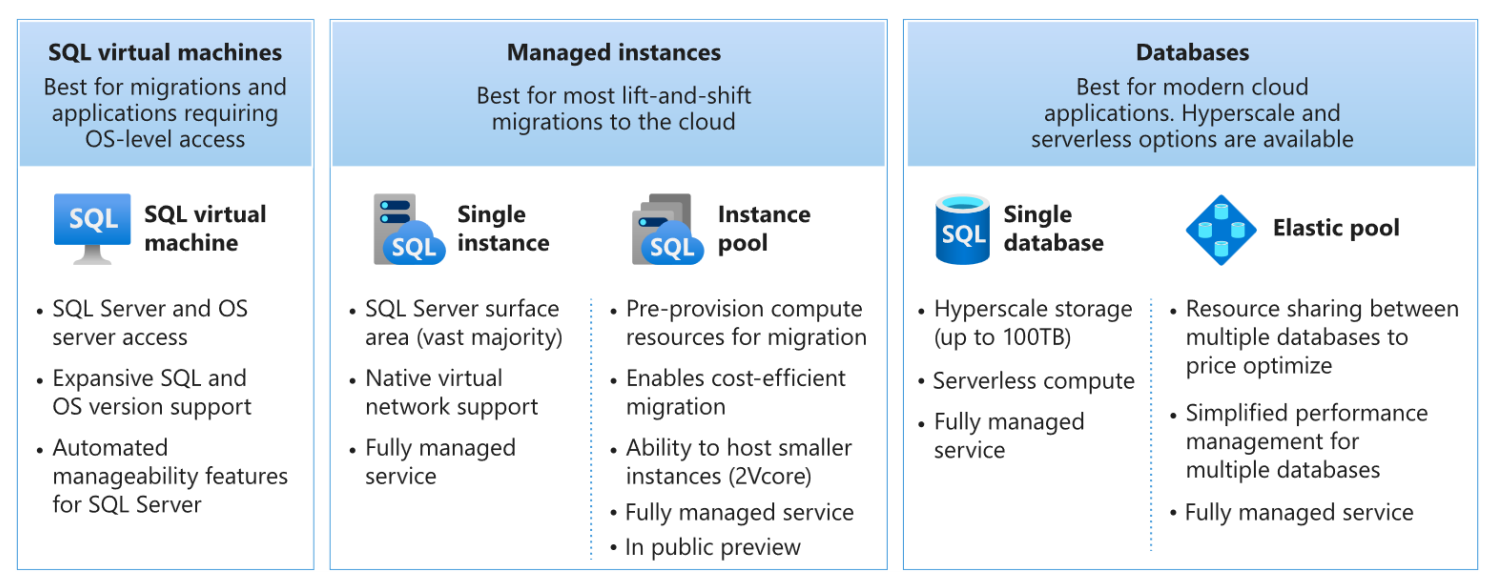 SQL virtual machines
Best for migrations and
applications requiring
OS-level access
SQL
SQL virtual
machine
• SQL Server and OS
server access
• Expansive SQL and
OS version support
• Automated
manageability features
for SQL Server
Managed instances
Best for most lift-and-shift
migrations to the cloud
SQL
Single
instance
• SQL Server surface
area (vast majority)
• Native virtual
network support
• Fully managed
service
SQL
Instance
pool
• Pre-provision compute
resources for migration
• Enables cost-efficient
migration
• Ability to host smaller
instances (2Vcore)
• Fully managed service
• In public preview
Databases
Best for modern cloud
applications. Hyperscale and
serverless options are available
SQL
Single
database
• Hyperscale storage
(up to 100TB)
• Serverless compute
• Fully managed
service
Elastic pool
• Resource sharing between
multiple databases to
price optimize
• Simplified performance
management for
multiple databases
• Fully managed service